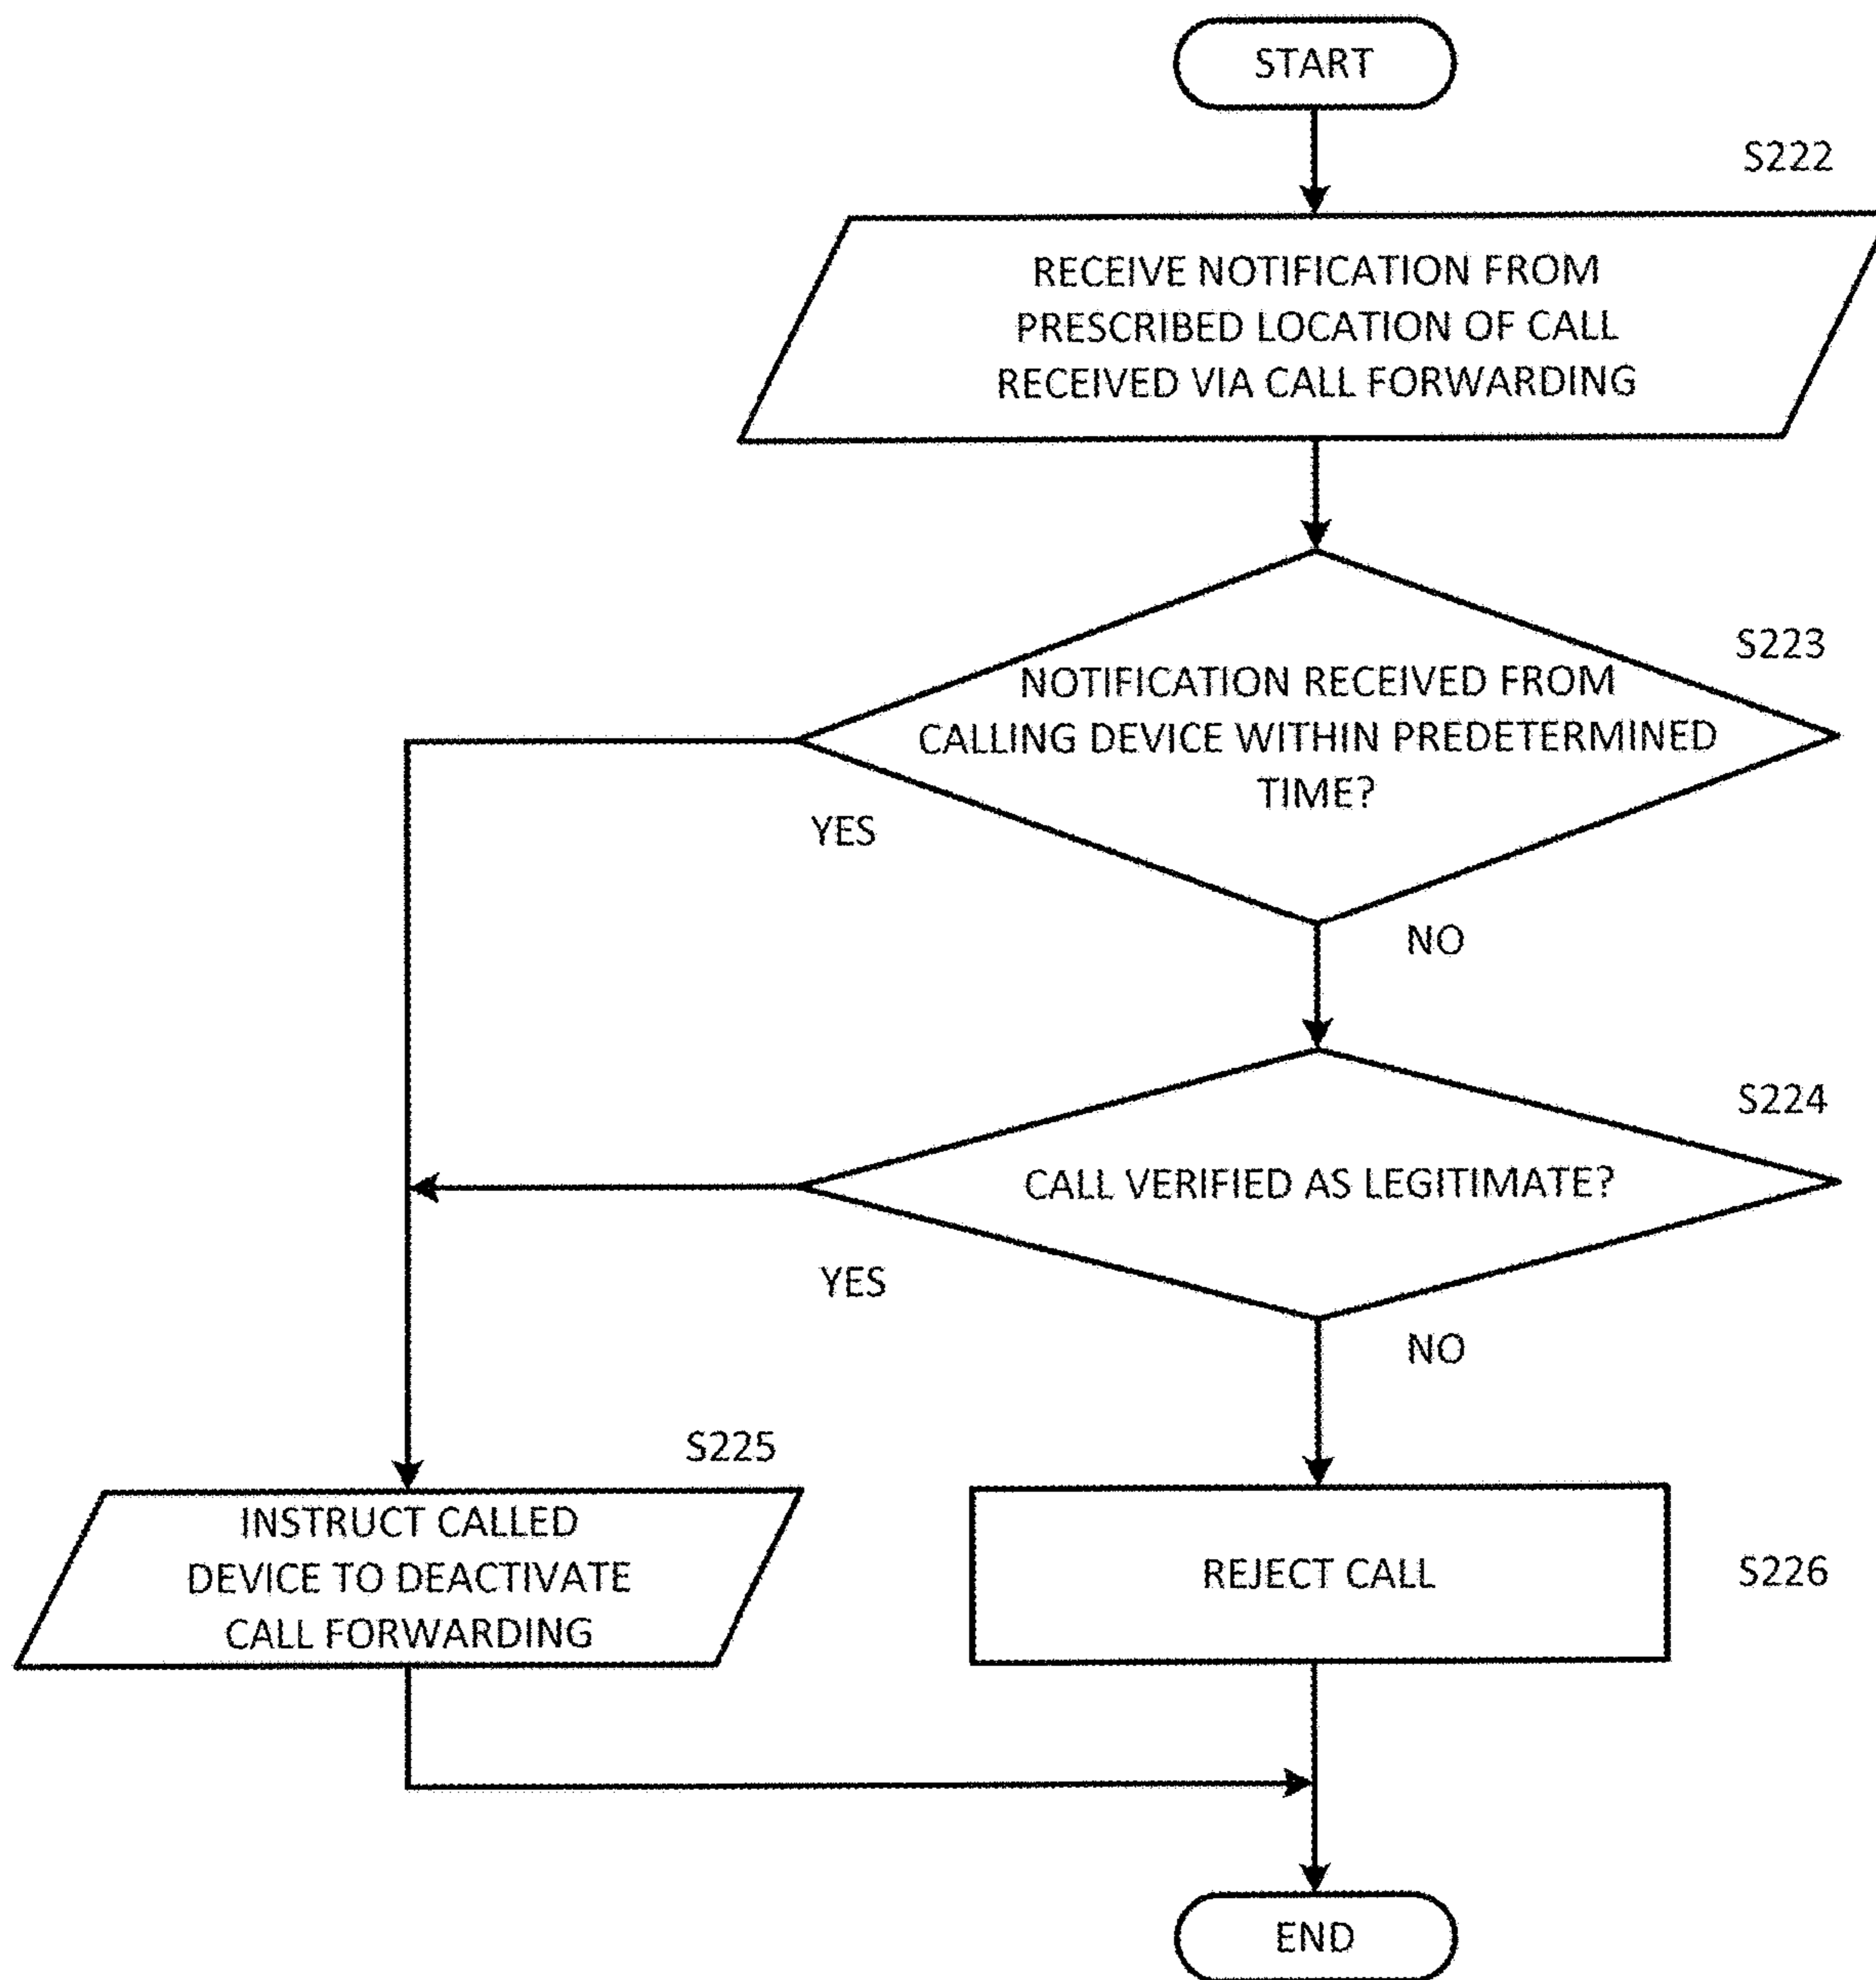 START
S222
RECEIVE NOTIFICATION FROM
PRESCRIBED LOCATION OF CALL
RECEIVED VIA CALL FORWARDING
S223
NOTIFICATION RECEIVED FROM
CALLING DEVICE WITHIN PREDETERMINED
TIME?
YES
NO
S224
CALL VERIFIED AS LEGITIMATE?
YES
NO
S225
INSTRUCT CALLED
DEVICE TO DEACTIVATE
CALL FORWARDING
REJECT CALL
S226
END